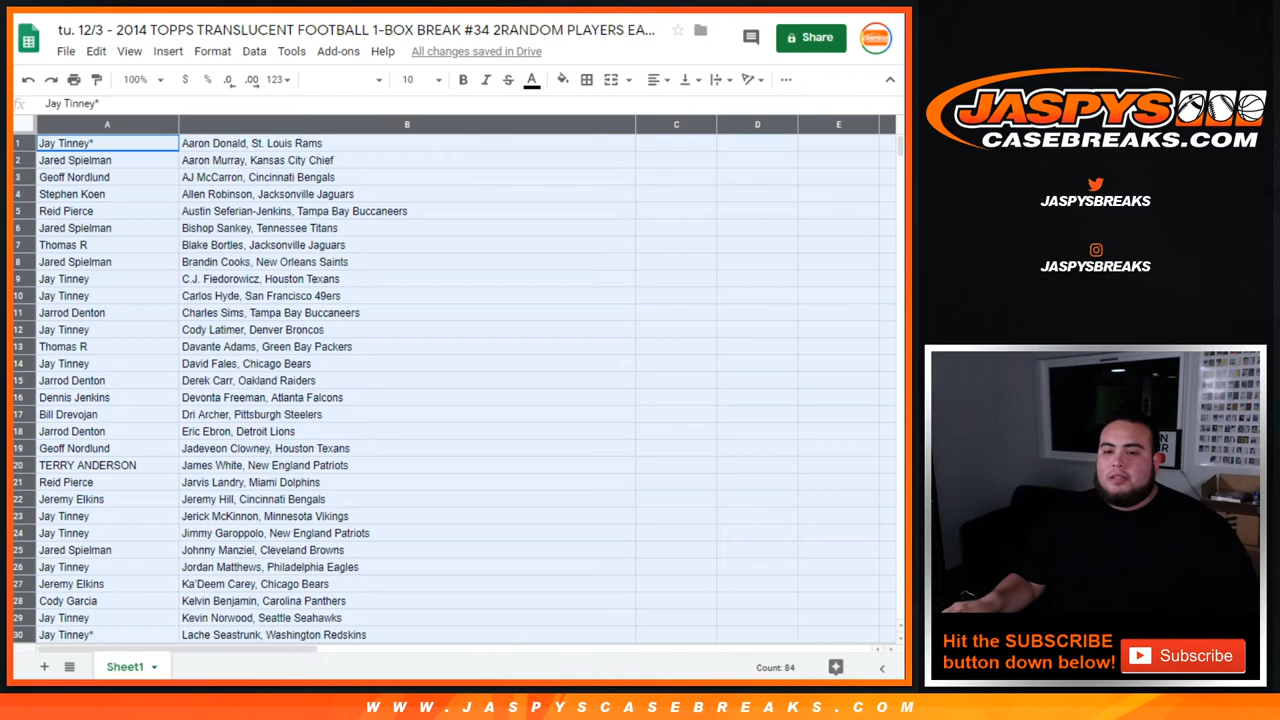 tu. 12/3 - 2014 TOPPS TRANSLUCENT FOOTBALL 1-BOX BREAK #34 2RANDOM PLAYERS EA...
Share
File Edit View Insert Format Data Tools Add-ons Help All changes saved in Drive
100% $ % .0 .00 123 10 B I S A
fx Jay Tinney*
A B C D E
1 Jay Tinney* Aaron Donald, St. Louis Rams
2 Jared Spielman Aaron Murray, Kansas City Chief
3 Geoff Nordlund AJ McCarron, Cincinnati Bengals
4 Stephen Koen Allen Robinson, Jacksonville Jaguars
5 Reid Pierce Austin Seferian-Jenkins, Tampa Bay Buccaneers
6 Jared Spielman Bishop Sankey, Tennessee Titans
7 Thomas R Blake Bortles, Jacksonville Jaguars
8 Jared Spielman Brandin Cooks, New Orleans Saints
9 Jay Tinney C.J. Fiedorowicz, Houston Texans
10 Jay Tinney Carlos Hyde, San Francisco 49ers
11 Jarrod Denton Charles Sims, Tampa Bay Buccaneers
12 Jay Tinney Cody Latimer, Denver Broncos
13 Thomas R Davante Adams, Green Bay Packers
14 Jay Tinney David Fales, Chicago Bears
15 Jarrod Denton Derek Carr, Oakland Raiders
16 Dennis Jenkins Devonta Freeman, Atlanta Falcons
17 Bill Drevojan Dri Archer, Pittsburgh Steelers
18 Jarrod Denton Eric Ebron, Detroit Lions
19 Geoff Nordlund Jadeveon Clowney, Houston Texans
20 TERRY ANDERSON James White, New England Patriots
21 Reid Pierce Jarvis Landry, Miami Dolphins
22 Jeremy Elkins Jeremy Hill, Cincinnati Bengals
23 Jay Tinney Jerick McKinnon, Minnesota Vikings
24 Jay Tinney Jimmy Garoppolo, New England Patriots
25 Jared Spielman Johnny Manziel, Cleveland Browns
26 Jay Tinney Jordan Matthews, Philadelphia Eagles
27 Jeremy Elkins Ka'Deem Carey, Chicago Bears
28 Cody Garcia Kelvin Benjamin, Carolina Panthers
29 Jay Tinney Kevin Norwood, Seattle Seahawks
30 Jay Tinney* Lache Seastrunk, Washington Redskins
Sheet1
Count: 84
JASPYS
CASEBREAKS.COM
JASPYSBREAKS
JASPYSBREAKS
Hit the SUBSCRIBE
button down below!
Subscribe
WWW.JASPYSCASEBREAKS.COM